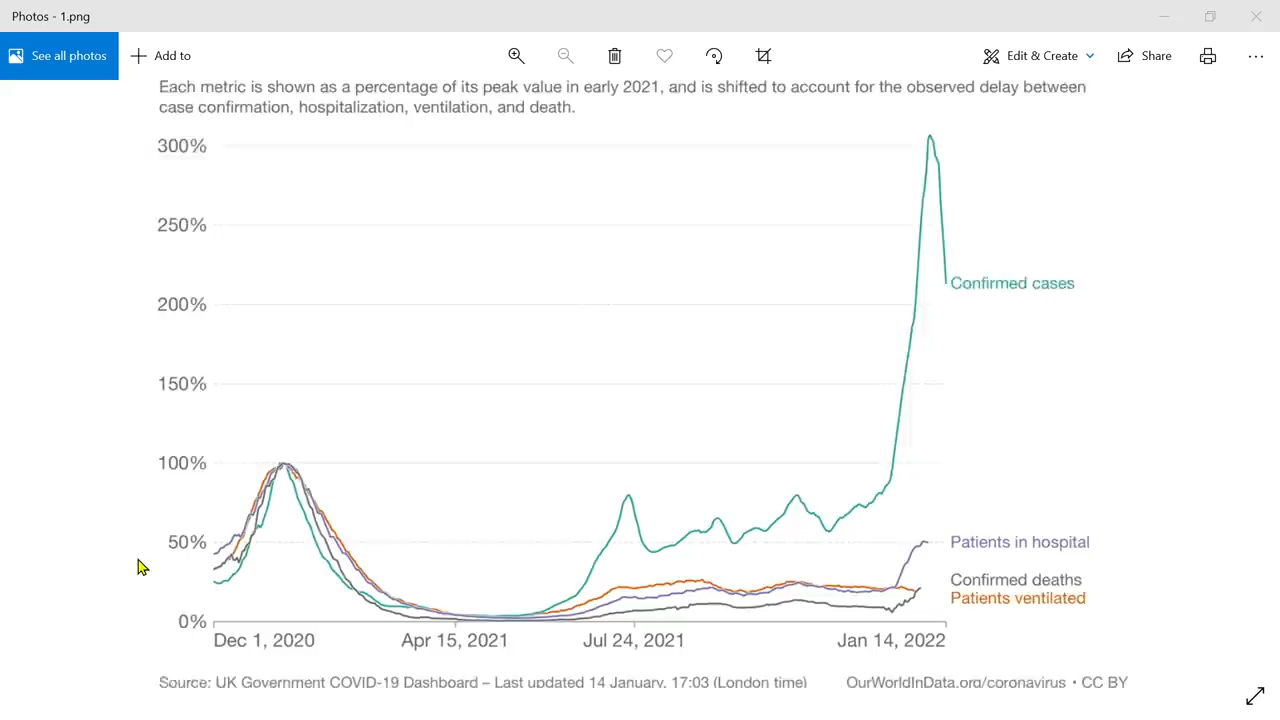 Photos - 1.png
See all photos
Add to
Edit & Create
Share
Each metric is shown as a percentage of its peak value in early 2021, and is shifted to account for the observed delay between
case confirmation, hospitalization, ventilation, and death.
300%
250%
200%
Confirmed cases
150%
100%
50%
Patients in hospital
Confirmed deaths
Patients ventilated
0%
Dec 1, 2020 Apr 15, 2021 Jul 24, 2021 Jan 14, 2022
Source: UK Government COVID-19 Dashboard – Last updated 14 January, 17:03 (London time) OurWorldInData.org/coronavirus • CC BY